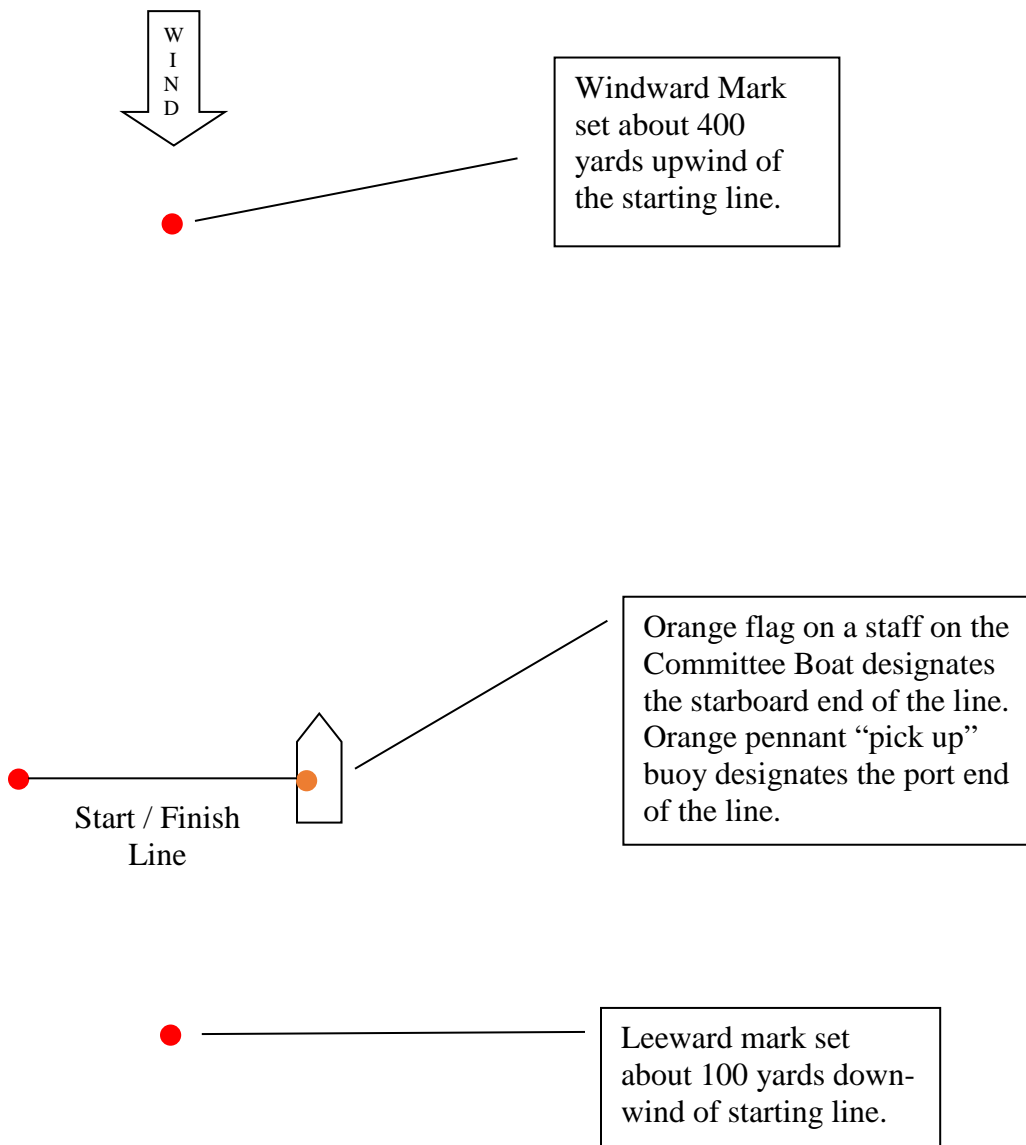 W
I
N
D
Windward Mark
set about 400
yards upwind of
the starting line.
Orange flag on a staff on the
Committee Boat designates
the starboard end of the line.
Orange pennant “pick up”
buoy designates the port end
of the line.
Start / Finish
Line
Leeward mark set
about 100 yards down-
wind of starting line.